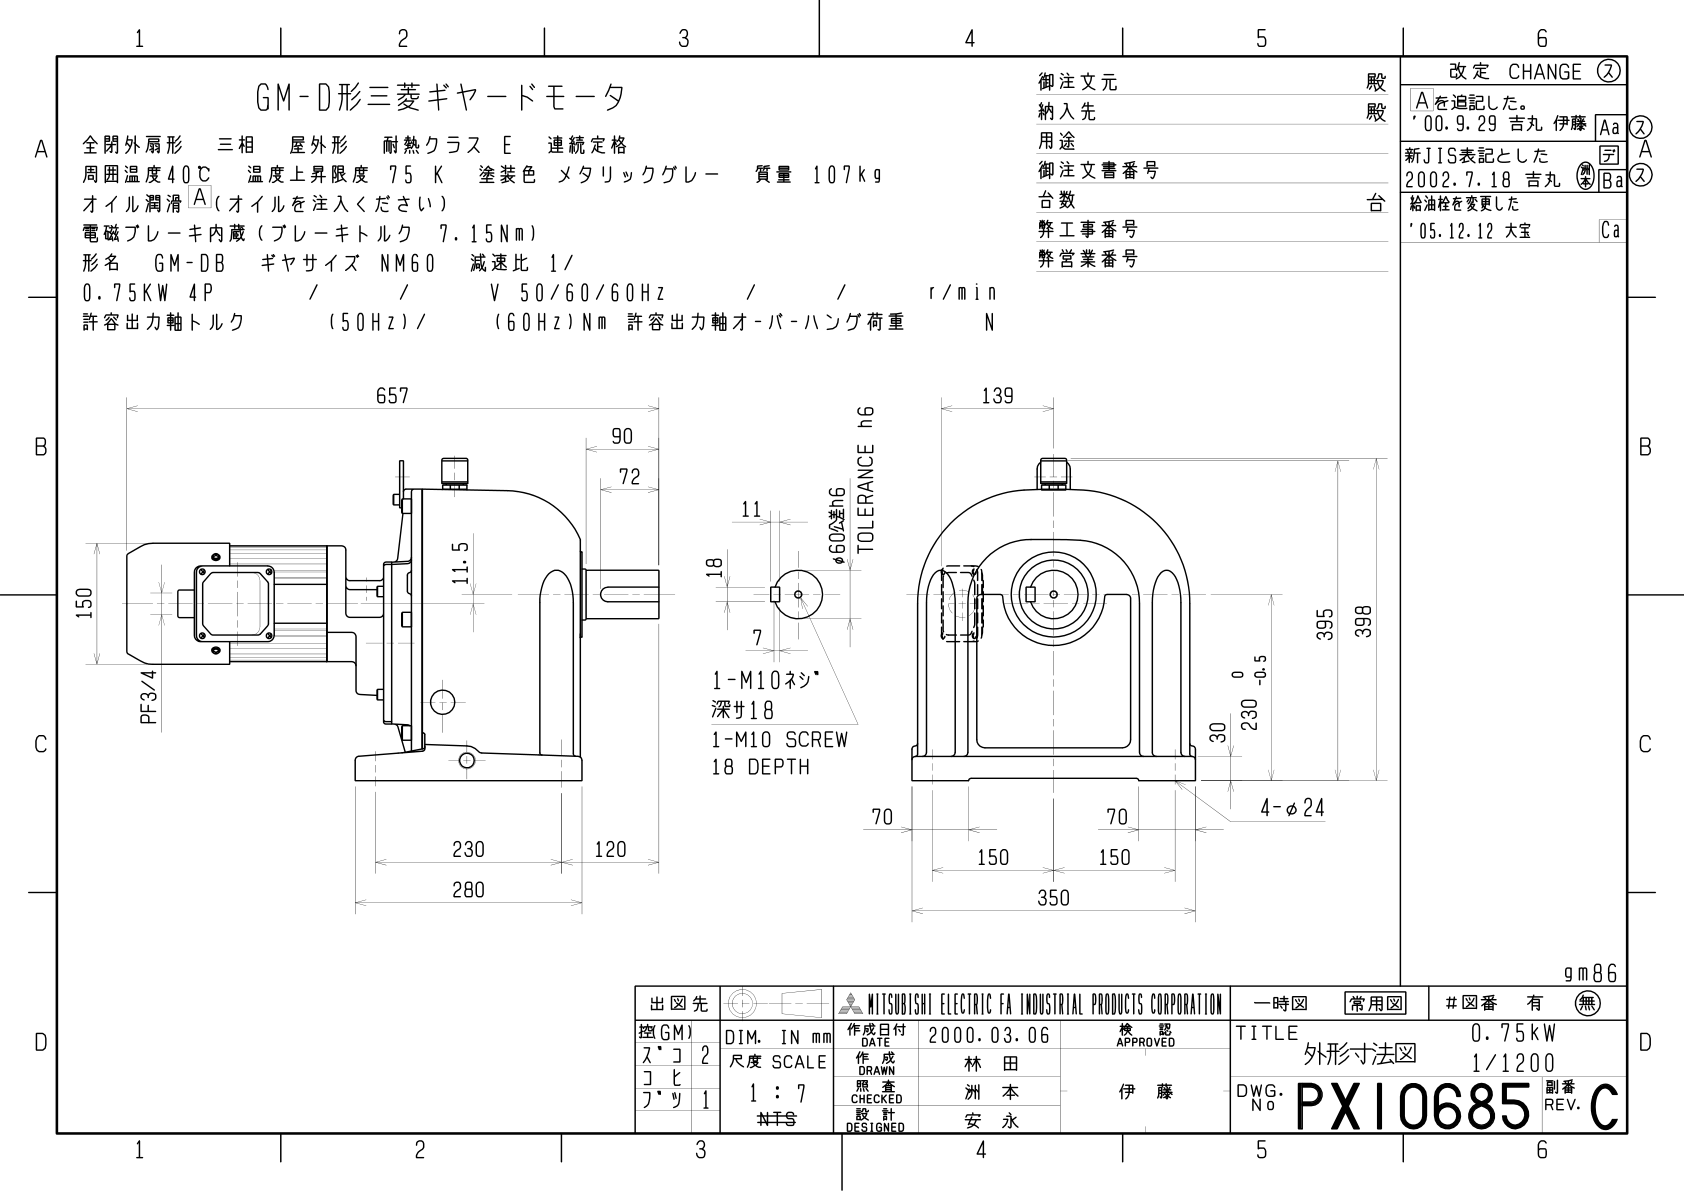 1 2 3 4 5 6
GM-D形三菱ギヤードモータ
全閉外扇形 三相 屋外形 耐熱クラス E 連続定格
周囲温度40℃ 温度上昇限度 75 K 塗装色 メタリックグレー 質量 107kg
オイル潤滑 A (オイルを注入ください)
電磁ブレーキ内蔵(ブレーキトルク 7.15Nm)
形名 GM-DB ギヤサイズ NM60 減速比 1/
0.75KW 4P / / V 50/60/60Hz / / r/min
許容出力軸トルク (50Hz)/ (60Hz)Nm 許容出力軸オ-バ-ハング荷重 N
御注文元 殿
納入先 殿
用途
御注文書番号
台数 台
弊工事番号
弊営業番号
改定 CHANGE ス
Aを追記した。
'00.9.29 吉丸 伊藤 Aa ス
新JIS表記とした デ
2002.7.18 吉丸 洲本 Ba ス
給油栓を変更した
'05.12.12 大宝 Ca
A
B
C
D
A
B
C
D
657
90
72
11.5
150
PF3/4
230
120
280
11
18
7
φ60公差h6
TOLERANCE h6
1-M10ネジ
深サ18
1-M10 SCREW
18 DEPTH
139
395
398
0
230 -0.5
30
4-φ24
70
70
150
150
350
gm86
出図先
控(GM)
ズコ 2
コヒ
ブツ 1
DIM. IN mm
尺度 SCALE
1 : 7
NTS
MITSUBISHI ELECTRIC FA INDUSTRIAL PRODUCTS CORPORATION
作成日付 DATE 2000.03.06
検認 APPROVED
作成 DRAWN 林田
照査 CHECKED 洲本
伊藤
設計 DESIGNED 安永
一時図 常用図 #図番 有 無
TITLE 外形寸法図
0.75kW
1/1200
DWG. No PX10685
副番 REV. C
1 2 3 4 5 6